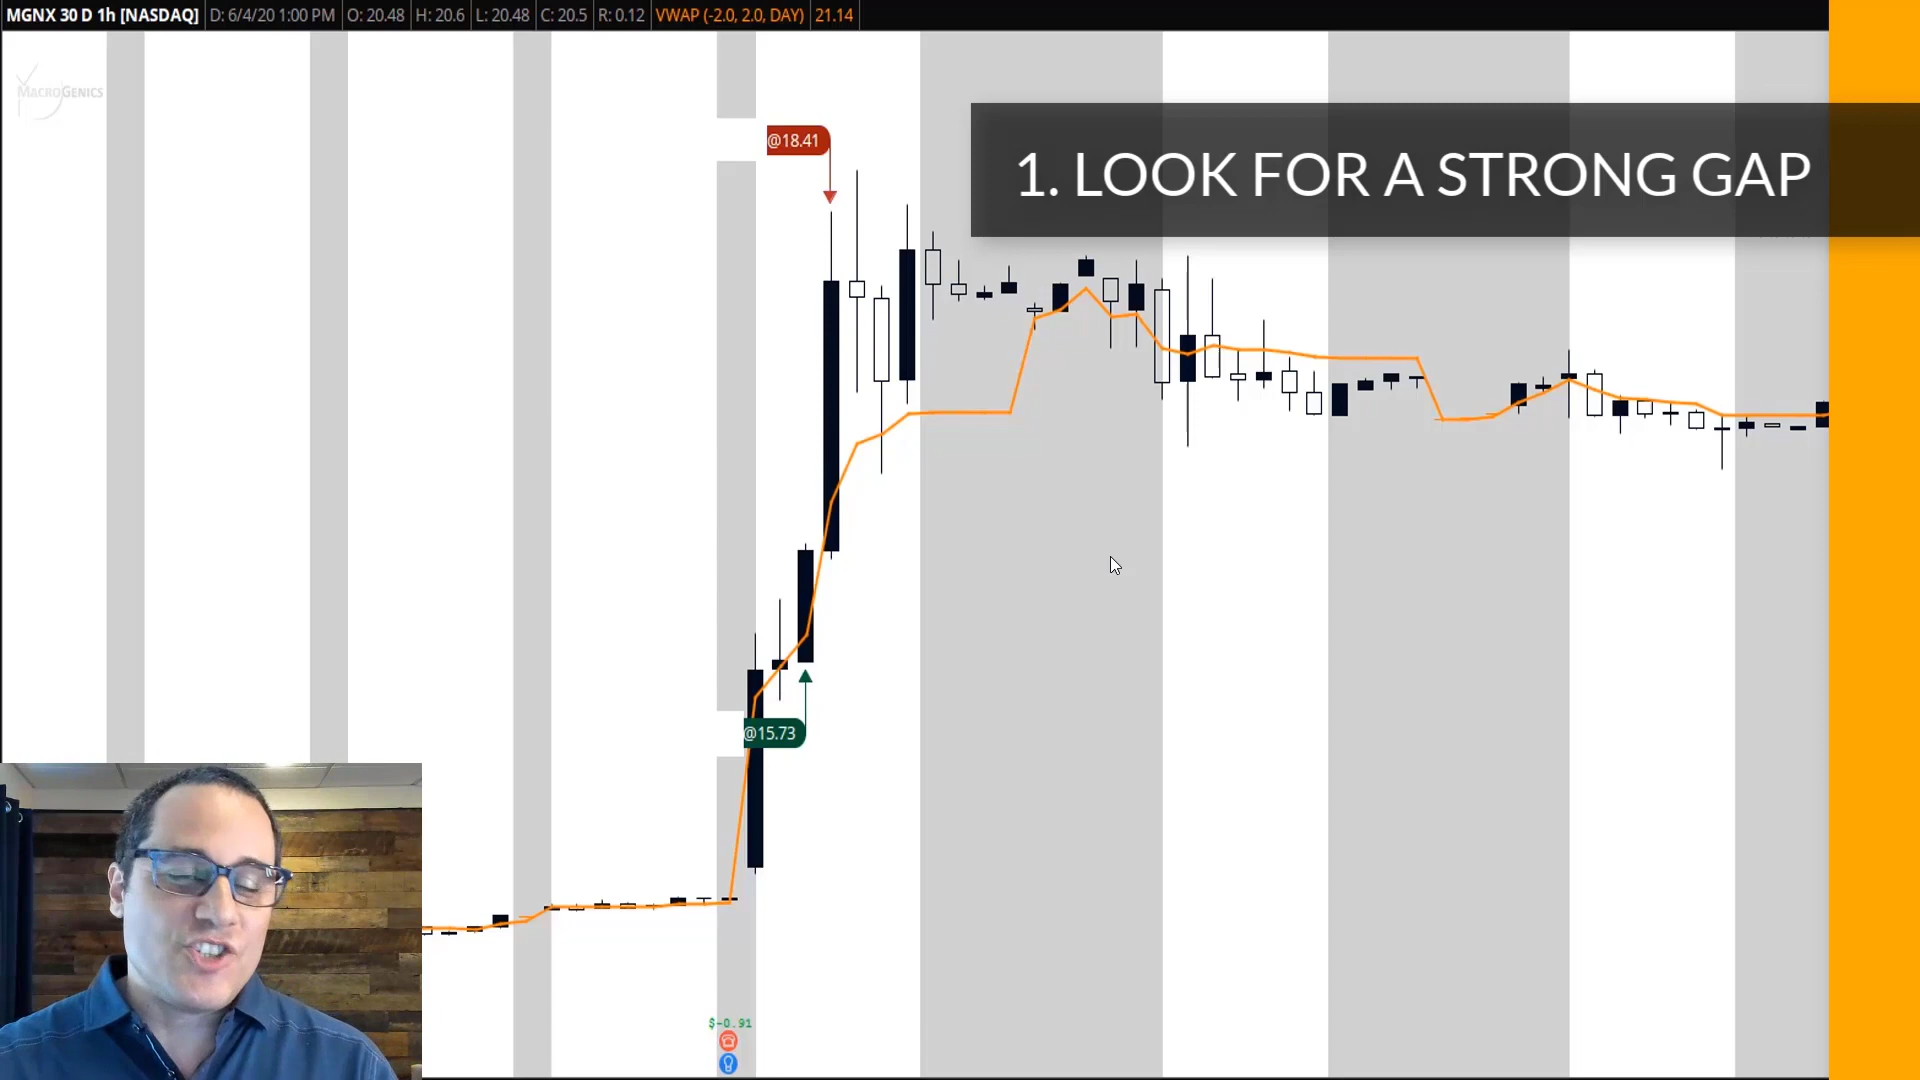 MGNX 30 D 1h [NASDAQ] D: 6/4/20 1:00 PM O: 20.48 H: 20.6 L: 20.48 C: 20.5 R: 0.12 VWAP (-2.0, 2.0, DAY) 21.14
MACROGENICS
@18.41
1. LOOK FOR A STRONG GAP
@15.73
$-0.91